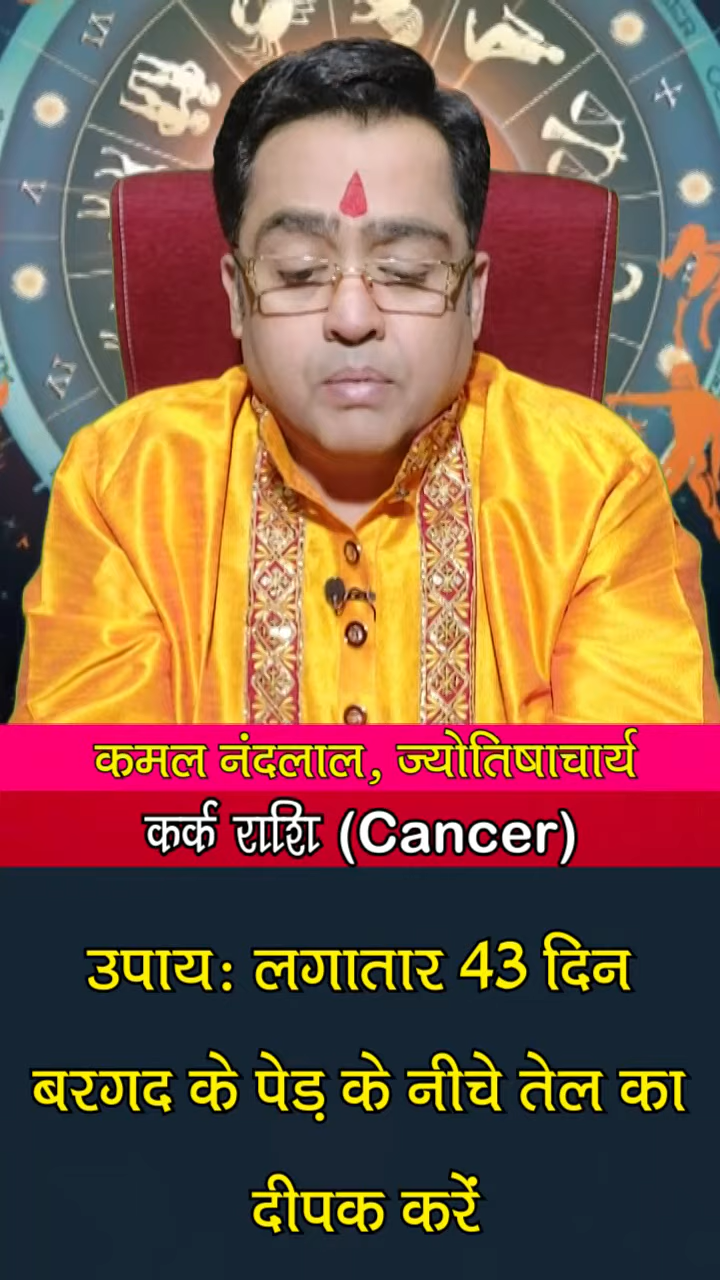 कमल नंदलाल, ज्योतिषाचार्य
कर्क राशि (Cancer)
उपाय: लगातार 43 दिन
बरगद के पेड़ के नीचे तेल का
दीपक करें